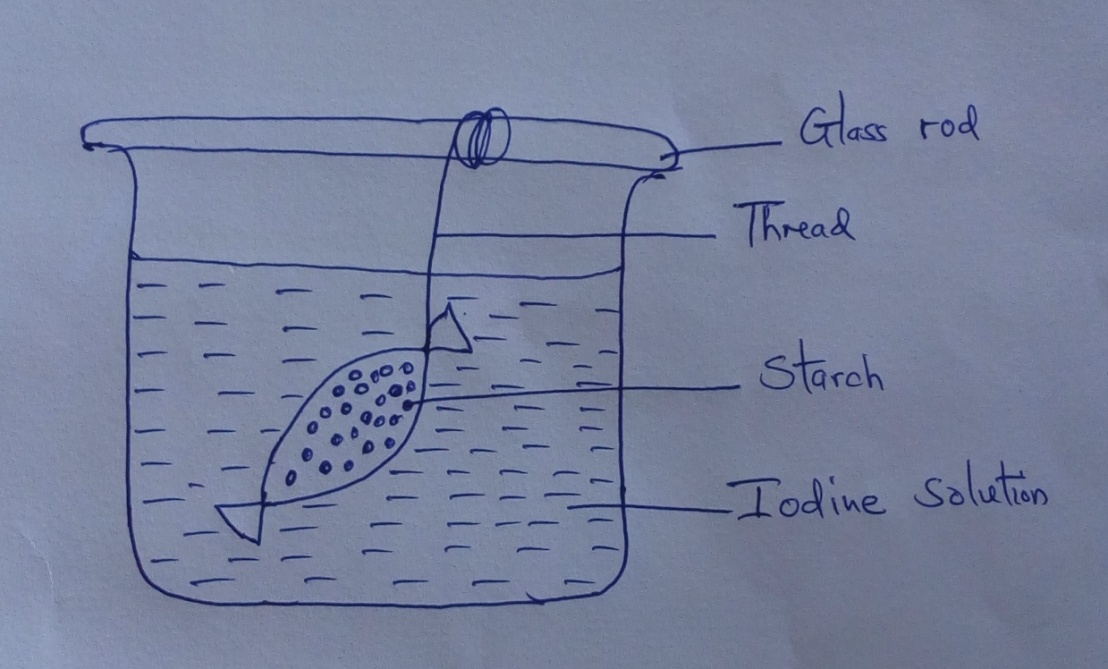 Glass rod
Thread
Starch
Iodine solution